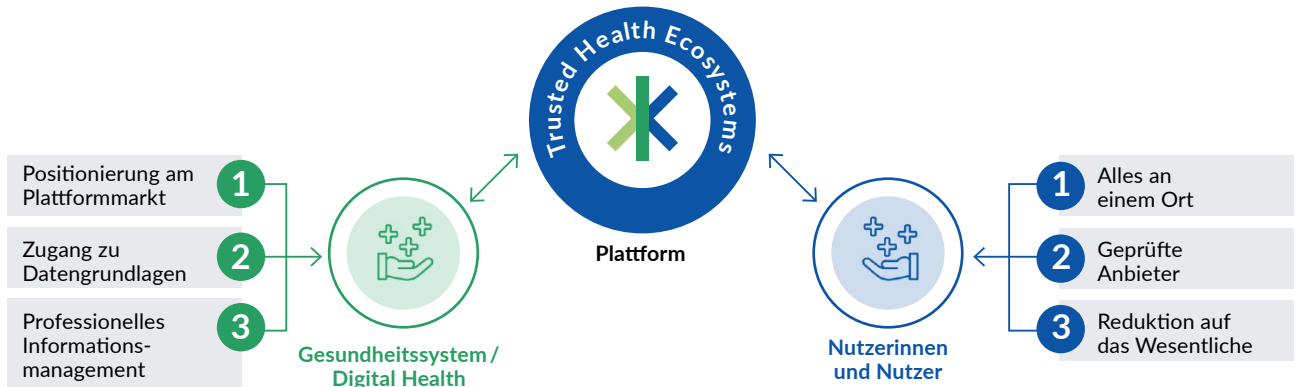 Trusted Health Ecosystems
Plattform
1
Positionierung am
Plattformmarkt
2
Zugang zu
Datengrundlagen
3
Professionelles
Informations-
management
Gesundheitssystem /
Digital Health
1
Alles an
einem Ort
2
Geprüfte
Anbieter
3
Reduktion auf
das Wesentliche
Nutzerinnen
und Nutzer